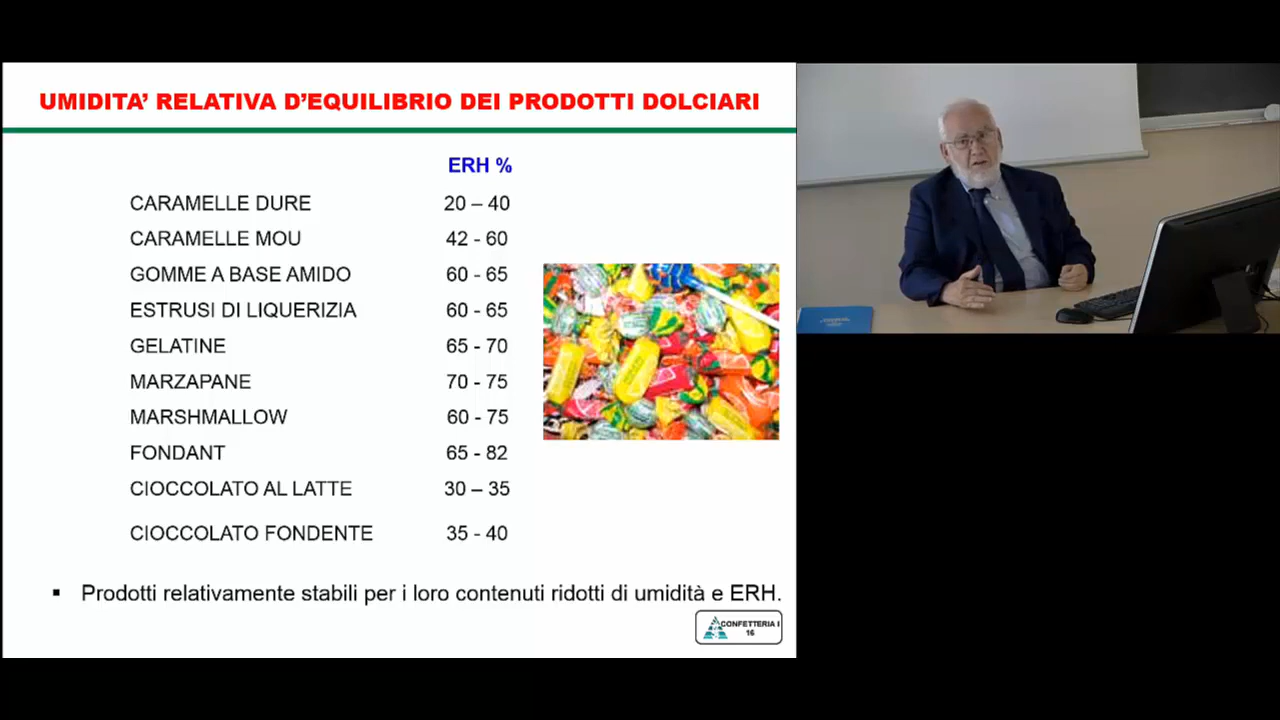 UMIDITA’ RELATIVA D’EQUILIBRIO DEI PRODOTTI DOLCIARI
ERH %
CARAMELLE DURE 20 – 40
CARAMELLE MOU 42 - 60
GOMME A BASE AMIDO 60 - 65
ESTRUSI DI LIQUERIZIA 60 - 65
GELATINE 65 - 70
MARZAPANE 70 - 75
MARSHMALLOW 60 - 75
FONDANT 65 - 82
CIOCCOLATO AL LATTE 30 – 35
CIOCCOLATO FONDENTE 35 - 40
▪ Prodotti relativamente stabili per i loro contenuti ridotti di umidità e ERH.
CONFETTERIA I
16